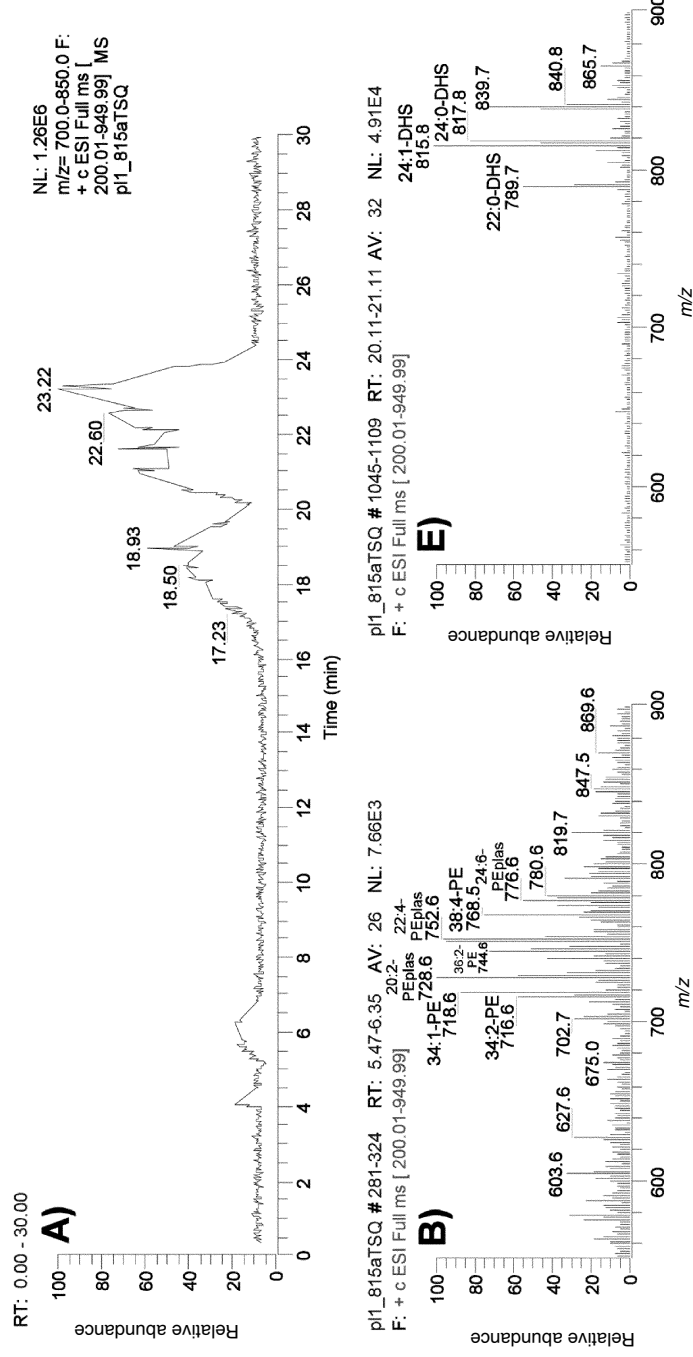 RT: 0.00 - 30.00
A)
NL: 1.26E6
m/z= 700.0-850.0 F:
+ c ESI Full ms [
200.01-949.99] MS
pl1_815aTSQ
Relative abundance
100
80
60
40
20
0
17.23
18.50
18.93
22.60
23.22
0 2 4 6 8 10 12 14 16 18 20 22 24 26 28 30
Time (min)
pl1_815aTSQ # 281-324 RT: 5.47-6.35 AV: 26 NL: 7.66E3
F: + c ESI Full ms [ 200.01-949.99]
B)
Relative abundance
100
80
60
40
20
0
603.6
627.6
675.0
702.7
34:2-PE
716.6
34:1-PE
718.6
20:2-
PEplas
728.6
36:2-
PE
744.6
22:4-
PEplas
752.6
38:4-PE
768.5
24:6-
PEplas
776.6
780.6
819.7
847.5
869.6
600 700 800 900
m/z
pl1_815aTSQ # 1045-1109 RT: 20.11-21.11 AV: 32 NL: 4.91E4
F: + c ESI Full ms [ 200.01-949.99]
E)
Relative abundance
100
80
60
40
20
0
22:0-DHS
789.7
24:1-DHS
815.8
24:0-DHS
817.8
839.7
840.8
865.7
600 700 800 900
m/z